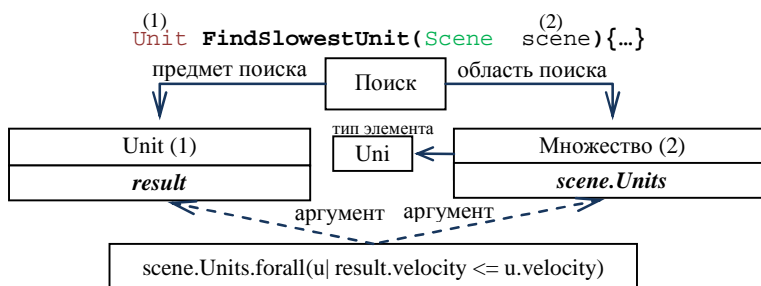 (1) (2)
Unit FindSlowestUnit(Scene scene){…}
предмет поиска Поиск область поиска
тип элемента
Unit (1) Uni Множество (2)
result scene.Units
аргумент аргумент
scene.Units.forall(u| result.velocity <= u.velocity)